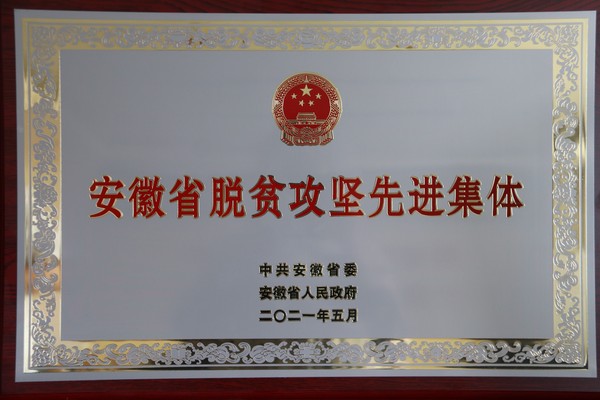 安徽省脱贫攻坚先进集体
中共安徽省委
安徽省人民政府
二〇二一年五月